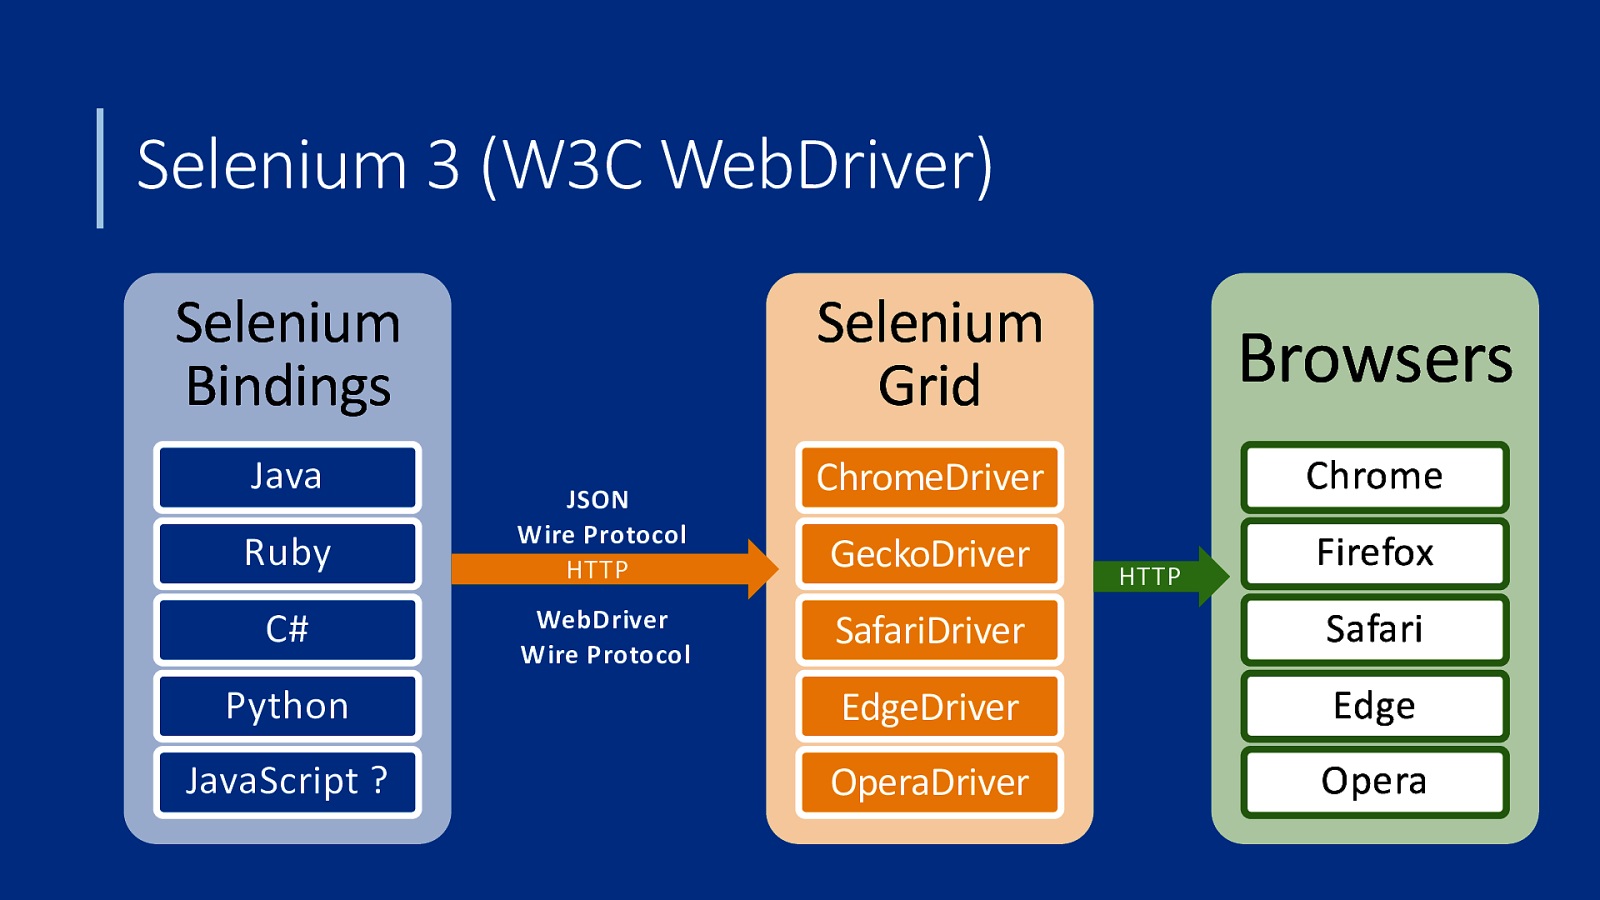 Selenium 3 (W3C WebDriver)
Selenium
Bindings
Java
Ruby
C#
Python
JavaScript ?
JSON
Wire Protocol
HTTP
WebDriver
Wire Protocol
Selenium
Grid
ChromeDriver
GeckoDriver
SafariDriver
EdgeDriver
OperaDriver
HTTP
Browsers
Chrome
Firefox
Safari
Edge
Opera